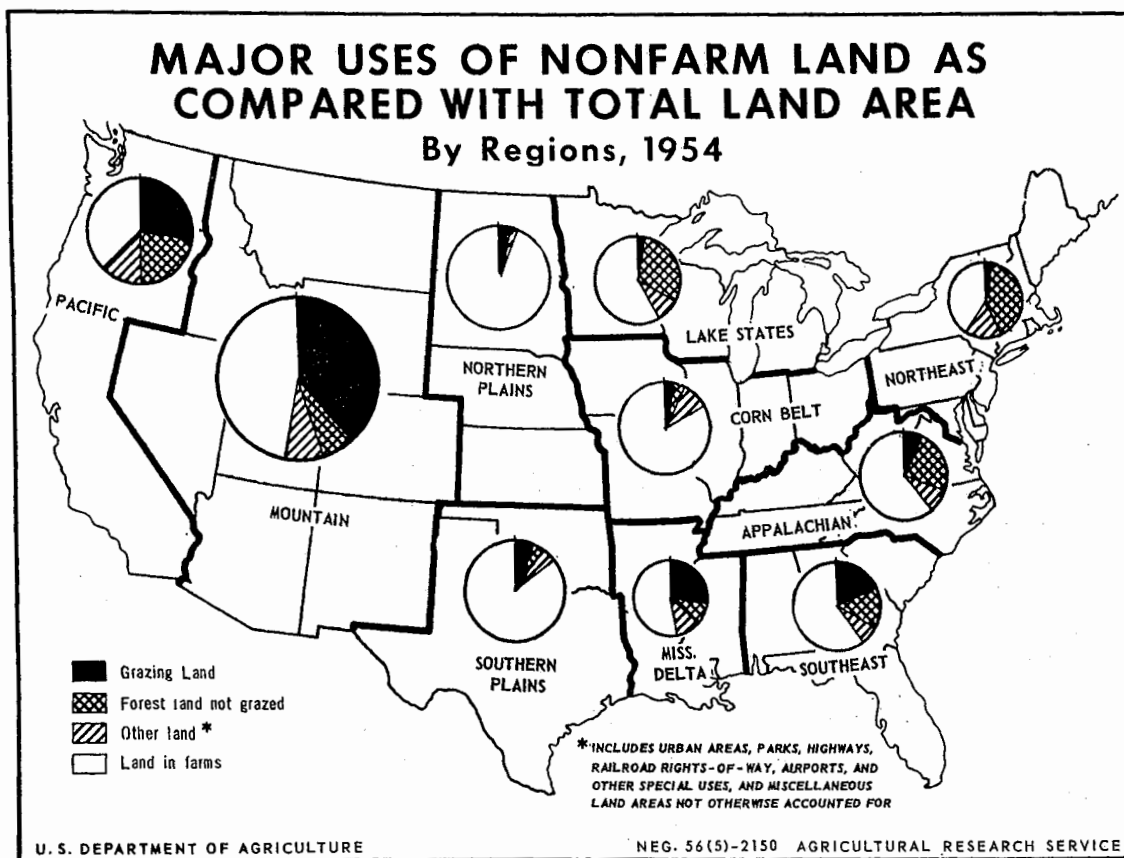 MAJOR USES OF NONFARM LAND AS
COMPARED WITH TOTAL LAND AREA
By Regions, 1954
PACIFIC
MOUNTAIN
NORTHERN
PLAINS
LAKE STATES
CORN BELT
NORTHEAST
APPALACHIAN
SOUTHERN
PLAINS
MISS.
DELTA
SOUTHEAST
Grazing Land
Forest land not grazed
Other land *
Land in farms
* INCLUDES URBAN AREAS, PARKS, HIGHWAYS,
RAILROAD RIGHTS-OF-WAY, AIRPORTS, AND
OTHER SPECIAL USES, AND MISCELLANEOUS
LAND AREAS NOT OTHERWISE ACCOUNTED FOR
U.S. DEPARTMENT OF AGRICULTURE
NEG. 56(5)-2150 AGRICULTURAL RESEARCH SERVICE